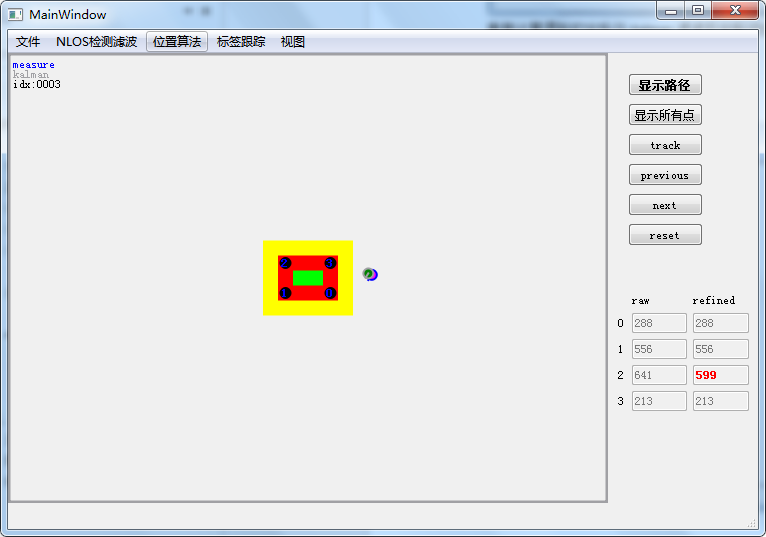 MainWindow
文件 NLOS检测滤波 位置算法 标签跟踪 视图
measure
kalman
idx:0003
显示路径
显示所有点
track
previous
next
reset
2 3
1 0
raw refined
0 288 288
1 556 556
2 641 599
3 213 213